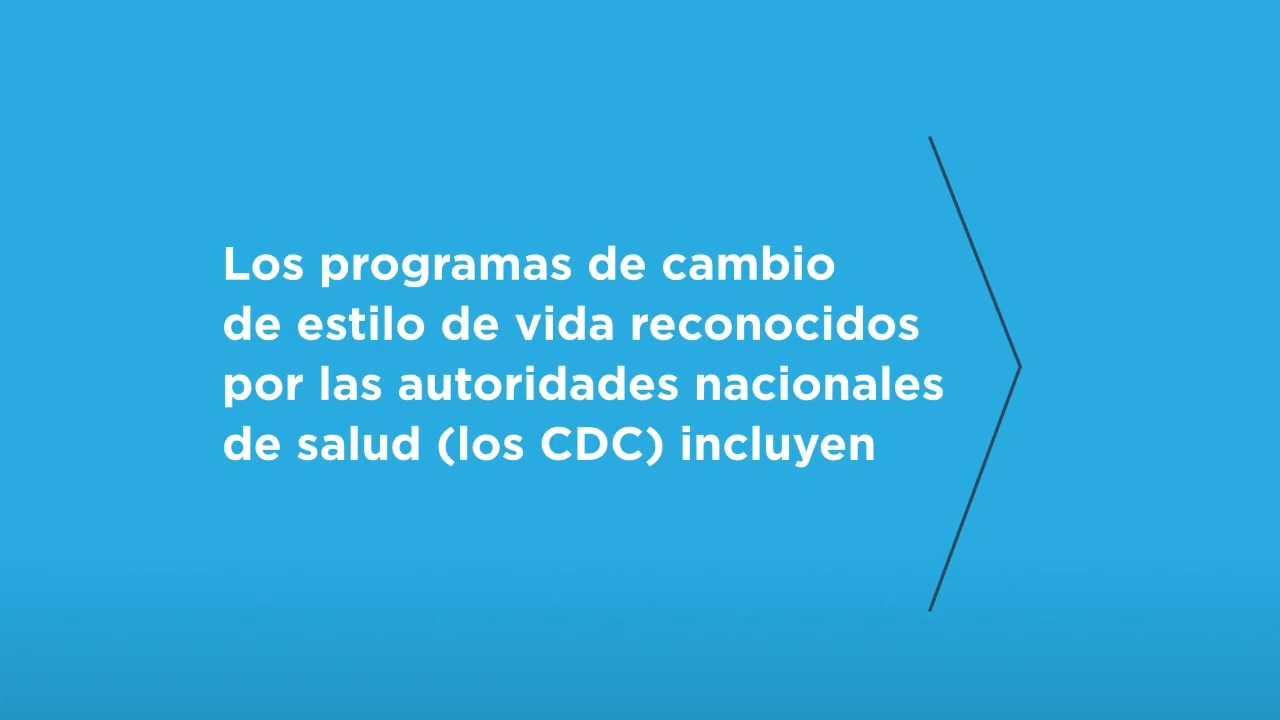 Los programas de cambio
de estilo de vida reconocidos
por las autoridades nacionales
de salud (los CDC) incluyen